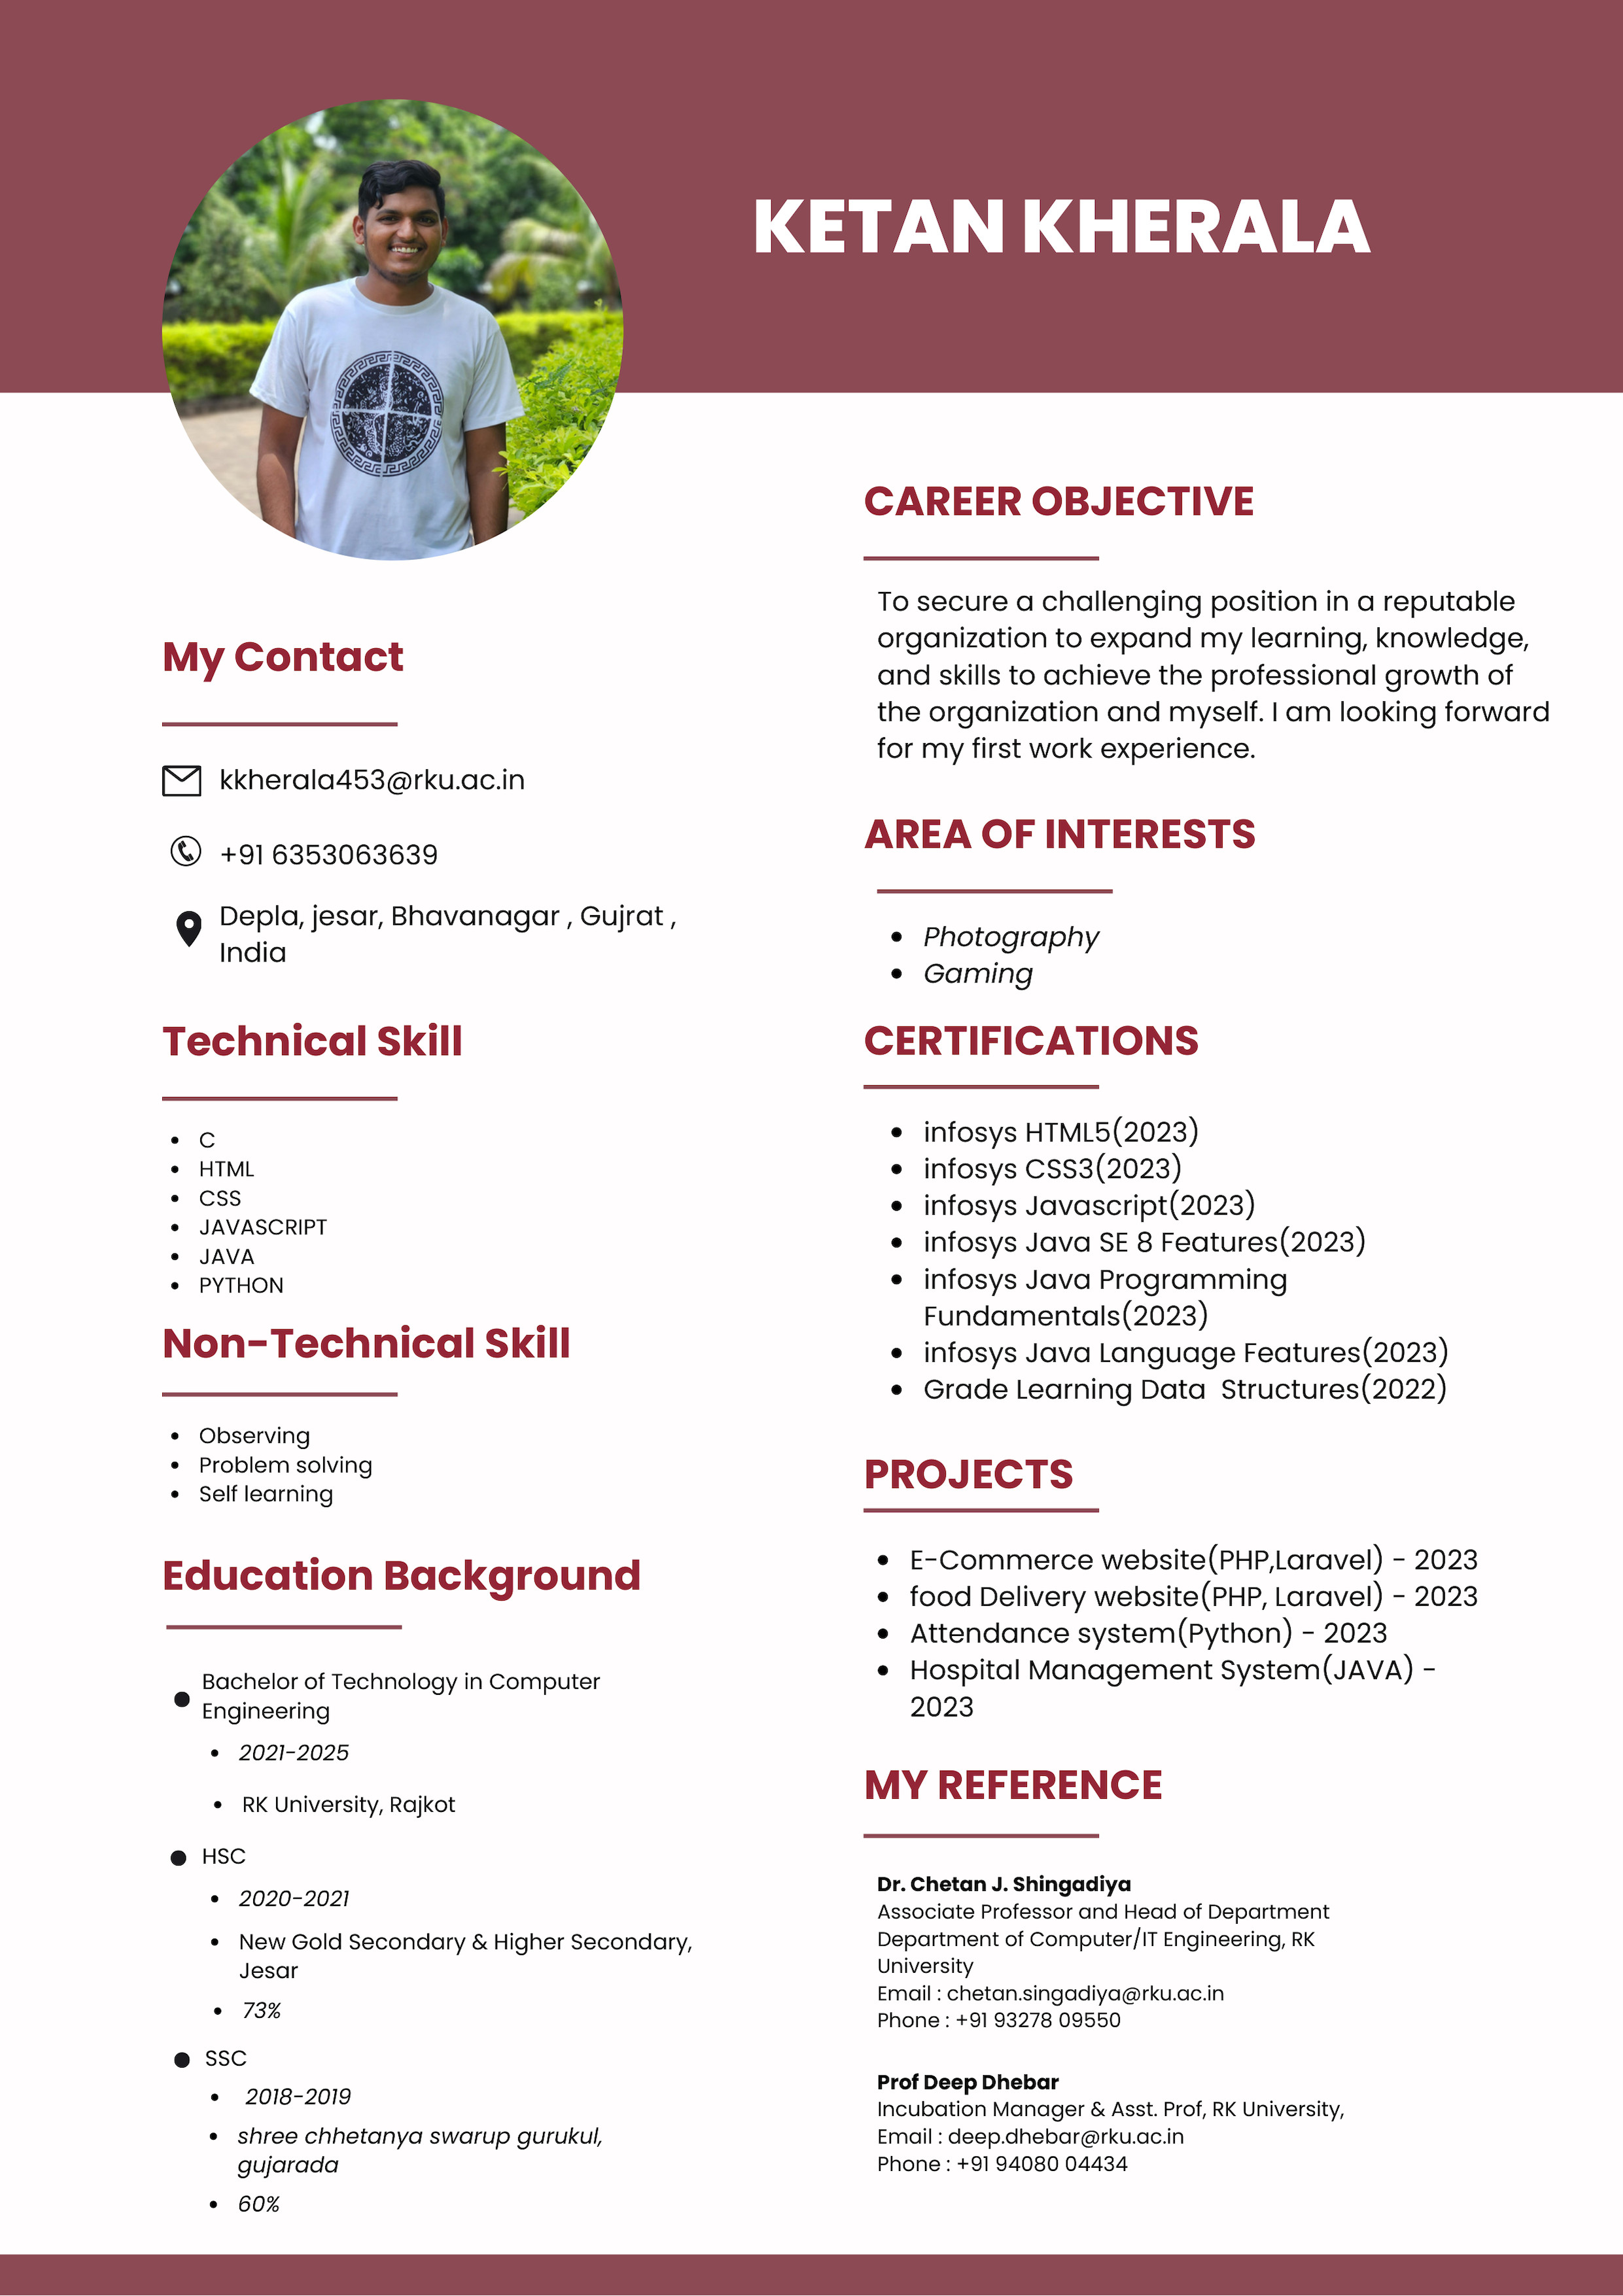 KETAN KHERALA
My Contact
kkherala453@rku.ac.in
+91 6353063639
Depla, jesar, Bhavanagar , Gujrat ,
India
Technical Skill
C
HTML
CSS
JAVASCRIPT
JAVA
PYTHON
Non-Technical Skill
Observing
Problem solving
Self learning
Education Background
Bachelor of Technology in Computer
Engineering
2021-2025
RK University, Rajkot
HSC
2020-2021
New Gold Secondary & Higher Secondary,
Jesar
73%
SSC
2018-2019
shree chhetanya swarup gurukul,
gujarada
60%
CAREER OBJECTIVE
To secure a challenging position in a reputable
organization to expand my learning, knowledge,
and skills to achieve the professional growth of
the organization and myself. I am looking forward
for my first work experience.
AREA OF INTERESTS
Photography
Gaming
CERTIFICATIONS
infosys HTML5(2023)
infosys CSS3(2023)
infosys Javascript(2023)
infosys Java SE 8 Features(2023)
infosys Java Programming
Fundamentals(2023)
infosys Java Language Features(2023)
Grade Learning Data  Structures(2022)
PROJECTS
E-Commerce website(PHP,Laravel) - 2023
food Delivery website(PHP, Laravel) - 2023
Attendance system(Python) - 2023
Hospital Management System(JAVA) -
2023
MY REFERENCE
Dr. Chetan J. Shingadiya
Associate Professor and Head of Department
Department of Computer/IT Engineering, RK
University
Email : chetan.singadiya@rku.ac.in
Phone : +91 93278 09550
Prof Deep Dhebar
Incubation Manager & Asst. Prof, RK University,
Email : deep.dhebar@rku.ac.in
Phone : +91 94080 04434